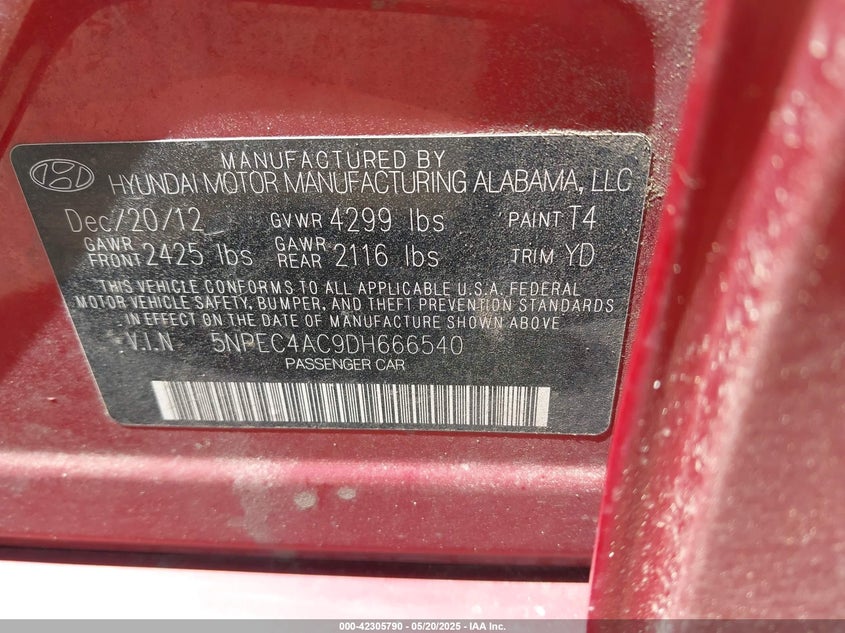 MANUFACTURED BY
HYUNDAI MOTOR MANUFACTURING ALABAMA, LLC
Dec/20/12 GVWR 4299 lbs PAINT T4
GAWR FRONT 2425 lbs GAWR REAR 2116 lbs TRIM YD
THIS VEHICLE CONFORMS TO ALL APPLICABLE U.S.A. FEDERAL
MOTOR VEHICLE SAFETY, BUMPER, AND THEFT PREVENTION STANDARDS
IN EFFECT ON THE DATE OF MANUFACTURE SHOWN ABOVE.
V.I.N 5NPEC4AC9DH666540
PASSENGER CAR
000-42305790 - 05/20/2025 - IAA Inc.